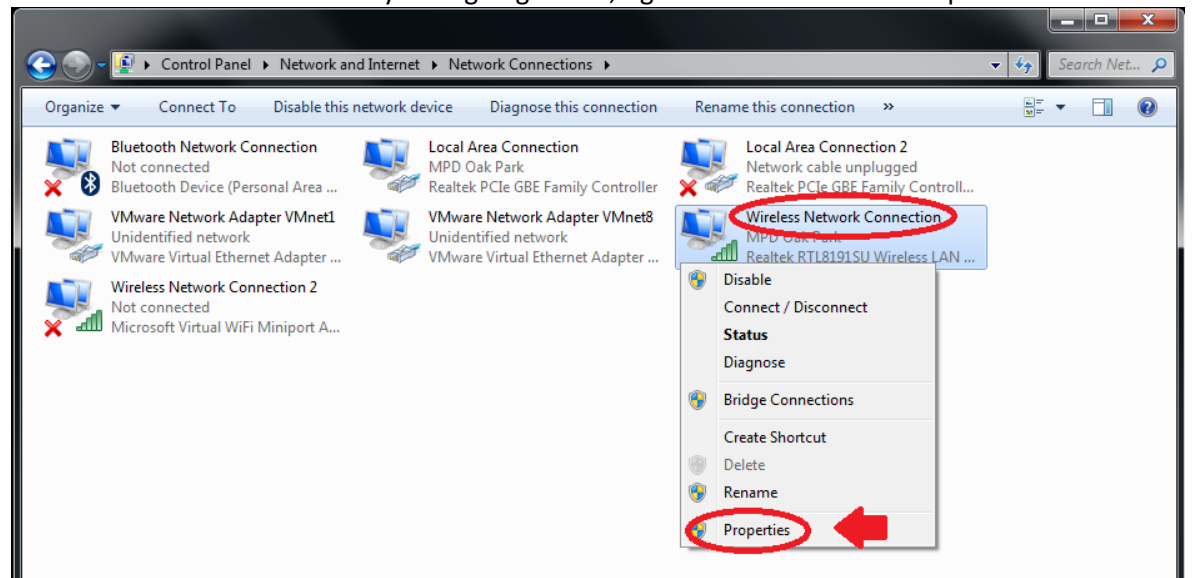 Control Panel ▸ Network and Internet ▸ Network Connections ▸
Search Net...
Organize ▼ Connect To Disable this network device Diagnose this connection Rename this connection »
Bluetooth Network Connection
Not connected
Bluetooth Device (Personal Area ...
Local Area Connection
MPD Oak Park
Realtek PCIe GBE Family Controller
Local Area Connection 2
Network cable unplugged
Realtek PCIe GBE Family Controll...
VMware Network Adapter VMnet1
Unidentified network
VMware Virtual Ethernet Adapter ...
VMware Network Adapter VMnet8
Unidentified network
VMware Virtual Ethernet Adapter ...
Wireless Network Connection
MPD Oak Park
Realtek RTL8191SU Wireless LAN ...
Wireless Network Connection 2
Not connected
Microsoft Virtual WiFi Miniport A...
Disable
Connect / Disconnect
Status
Diagnose
Bridge Connections
Create Shortcut
Delete
Rename
Properties